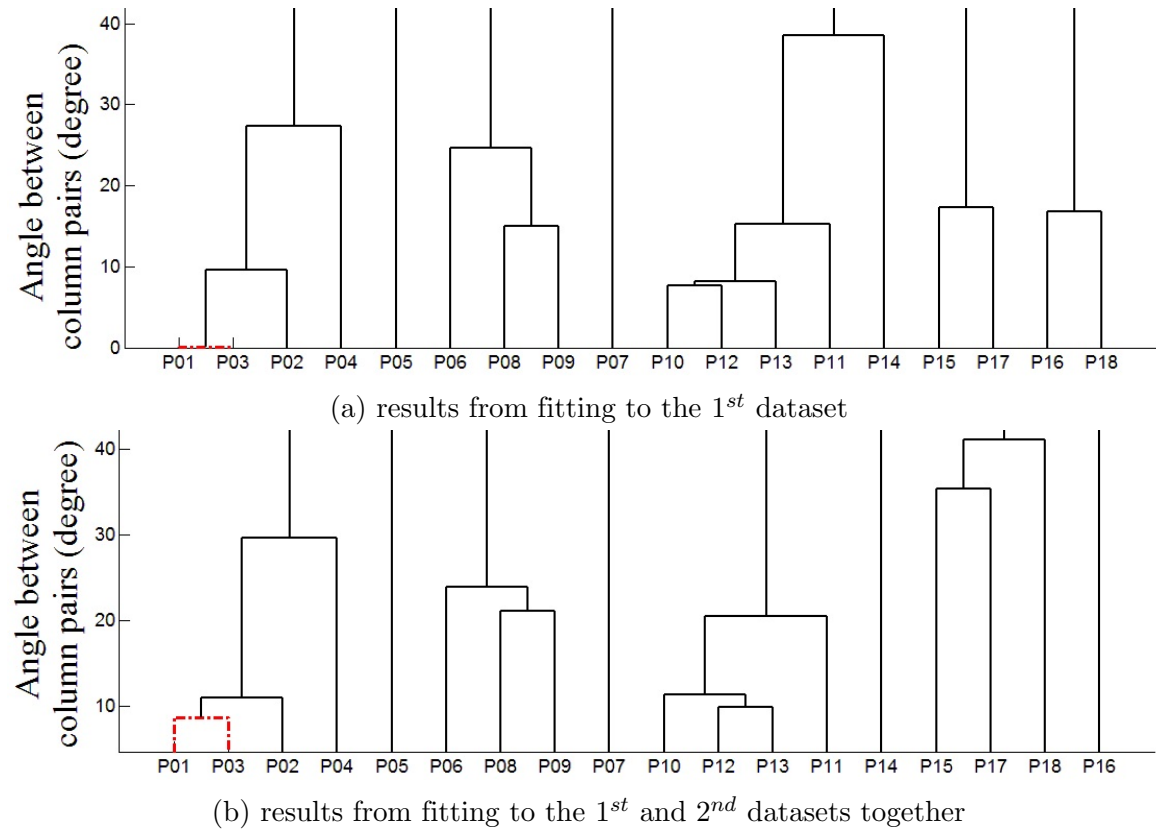 Angle between
column pairs (degree)
40
30
20
10
0
P01 P03 P02 P04 P05 P06 P08 P09 P07 P10 P12 P13 P11 P14 P15 P17 P16 P18
(a) results from fitting to the 1st dataset
Angle between
column pairs (degree)
40
30
20
10
P01 P03 P02 P04 P05 P06 P08 P09 P07 P10 P12 P13 P11 P14 P15 P17 P18 P16
(b) results from fitting to the 1st and 2nd datasets together